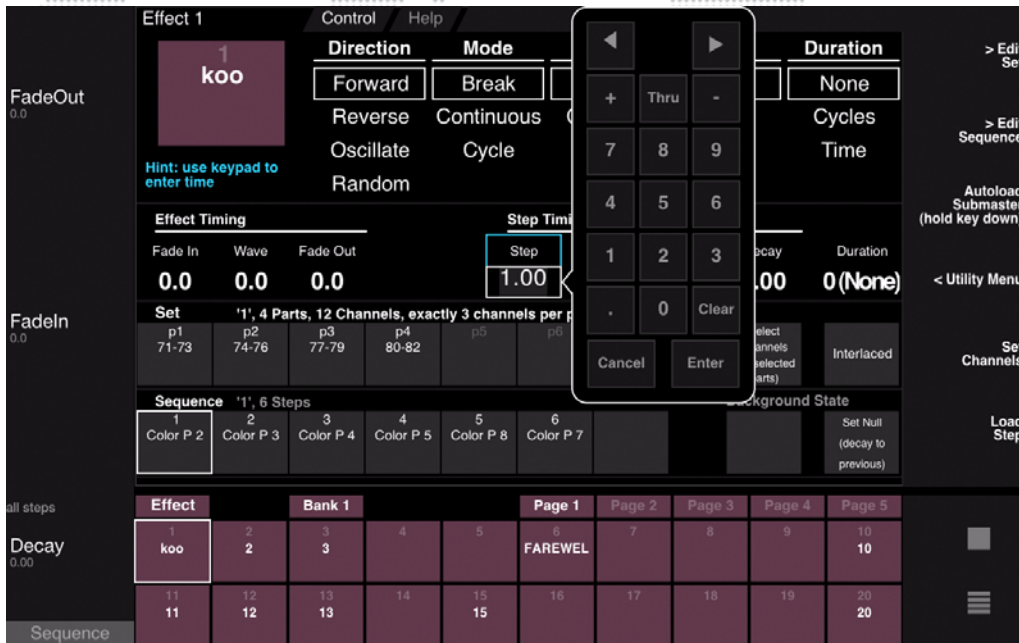 Effect 1
Control
Help
1
koo
Hint: use keypad to
enter time
Direction
Forward
Reverse
Oscillate
Random
Mode
Break
Continuous
Cycle
Duration
None
Cycles
Time
FadeOut
0.0
FadeIn
0.0
all steps
Decay
0.00
Sequence
Effect Timing
Fade In
Wave
Fade Out
0.0
0.0
0.0
Step Timi
Step
1.00
ecay
.00
Duration
0(None)
Set
'1', 4 Parts, 12 Channels, exactly 3 channels per p
p1
71-73
p2
74-76
p3
77-79
p4
80-82
p5
p6
elect
annels
selected
arts)
Interlaced
Sequence '1', 6 Steps
1
Color P 2
2
Color P 3
3
Color P 4
4
Color P 5
5
Color P 8
6
Color P 7
ckground State
Set Null
(decay to
previous)
+
Thru
-
7
8
9
4
5
6
1
2
3
.
0
Clear
Cancel
Enter
> Edi
Se
> Edi
Sequence
Autoload
Submaste
(hold key down
< Utility Menu
Se
Channels
Load
Step
Effect
Bank 1
Page 1
Page 2
Page 3
Page 4
Page 5
1
koo
2
2
3
3
4
5
6
FAREWEL
7
8
9
10
10
11
11
12
12
13
13
14
15
15
16
17
18
19
20
20